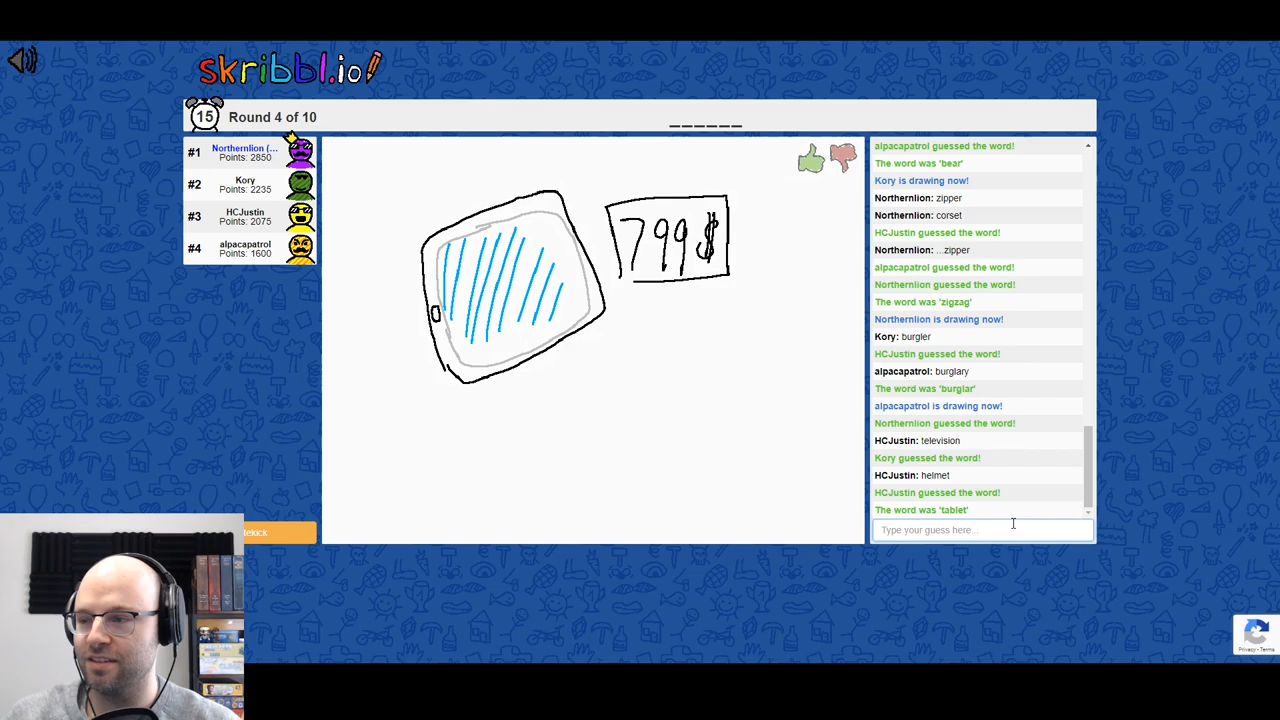 skribbl.io
15
Round 4 of 10
______
#1
Northernlion (...
Points: 2850
#2
Kory
Points: 2235
#3
HCJustin
Points: 2075
#4
alpacapatrol
Points: 1600
799$
alpacapatrol guessed the word!
The word was 'bear'
Kory is drawing now!
Northernlion: zipper
Northernlion: corset
HCJustin guessed the word!
Northernlion: ...zipper
alpacapatrol guessed the word!
Northernlion guessed the word!
The word was 'zigzag'
Northernlion is drawing now!
Kory: burgler
HCJustin guessed the word!
alpacapatrol: burglary
The word was 'burglar'
alpacapatrol is drawing now!
Northernlion guessed the word!
HCJustin: television
Kory guessed the word!
HCJustin: helmet
HCJustin guessed the word!
The word was 'tablet'
Type your guess here...
Privacy - Terms